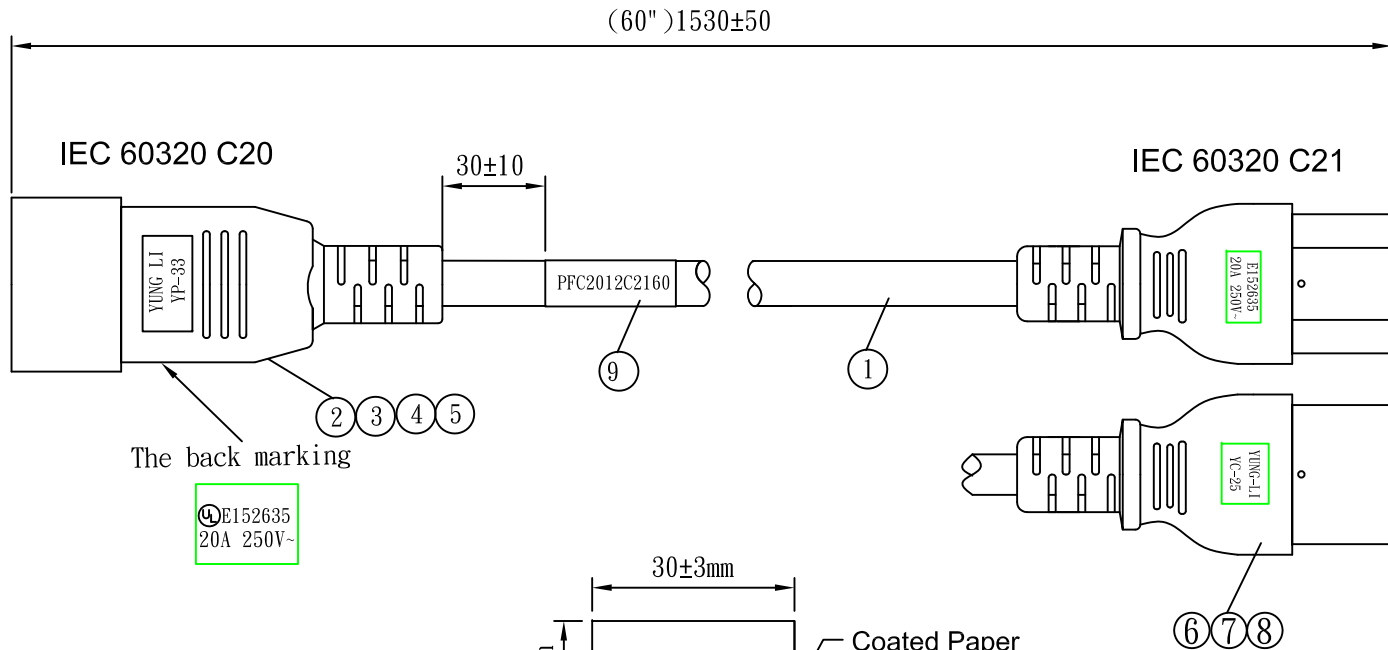 (60")1530±50
IEC 60320 C20
30±10
IEC 60320 C21
YUNG LI
YP-33
PFC2012C2160
E152635
20A 250V~
9
1
2 3 4 5
The back marking
UL E152635
20A 250V~
YUNG-LI
YC-25
30±3mm
Coated Paper
6 7 8